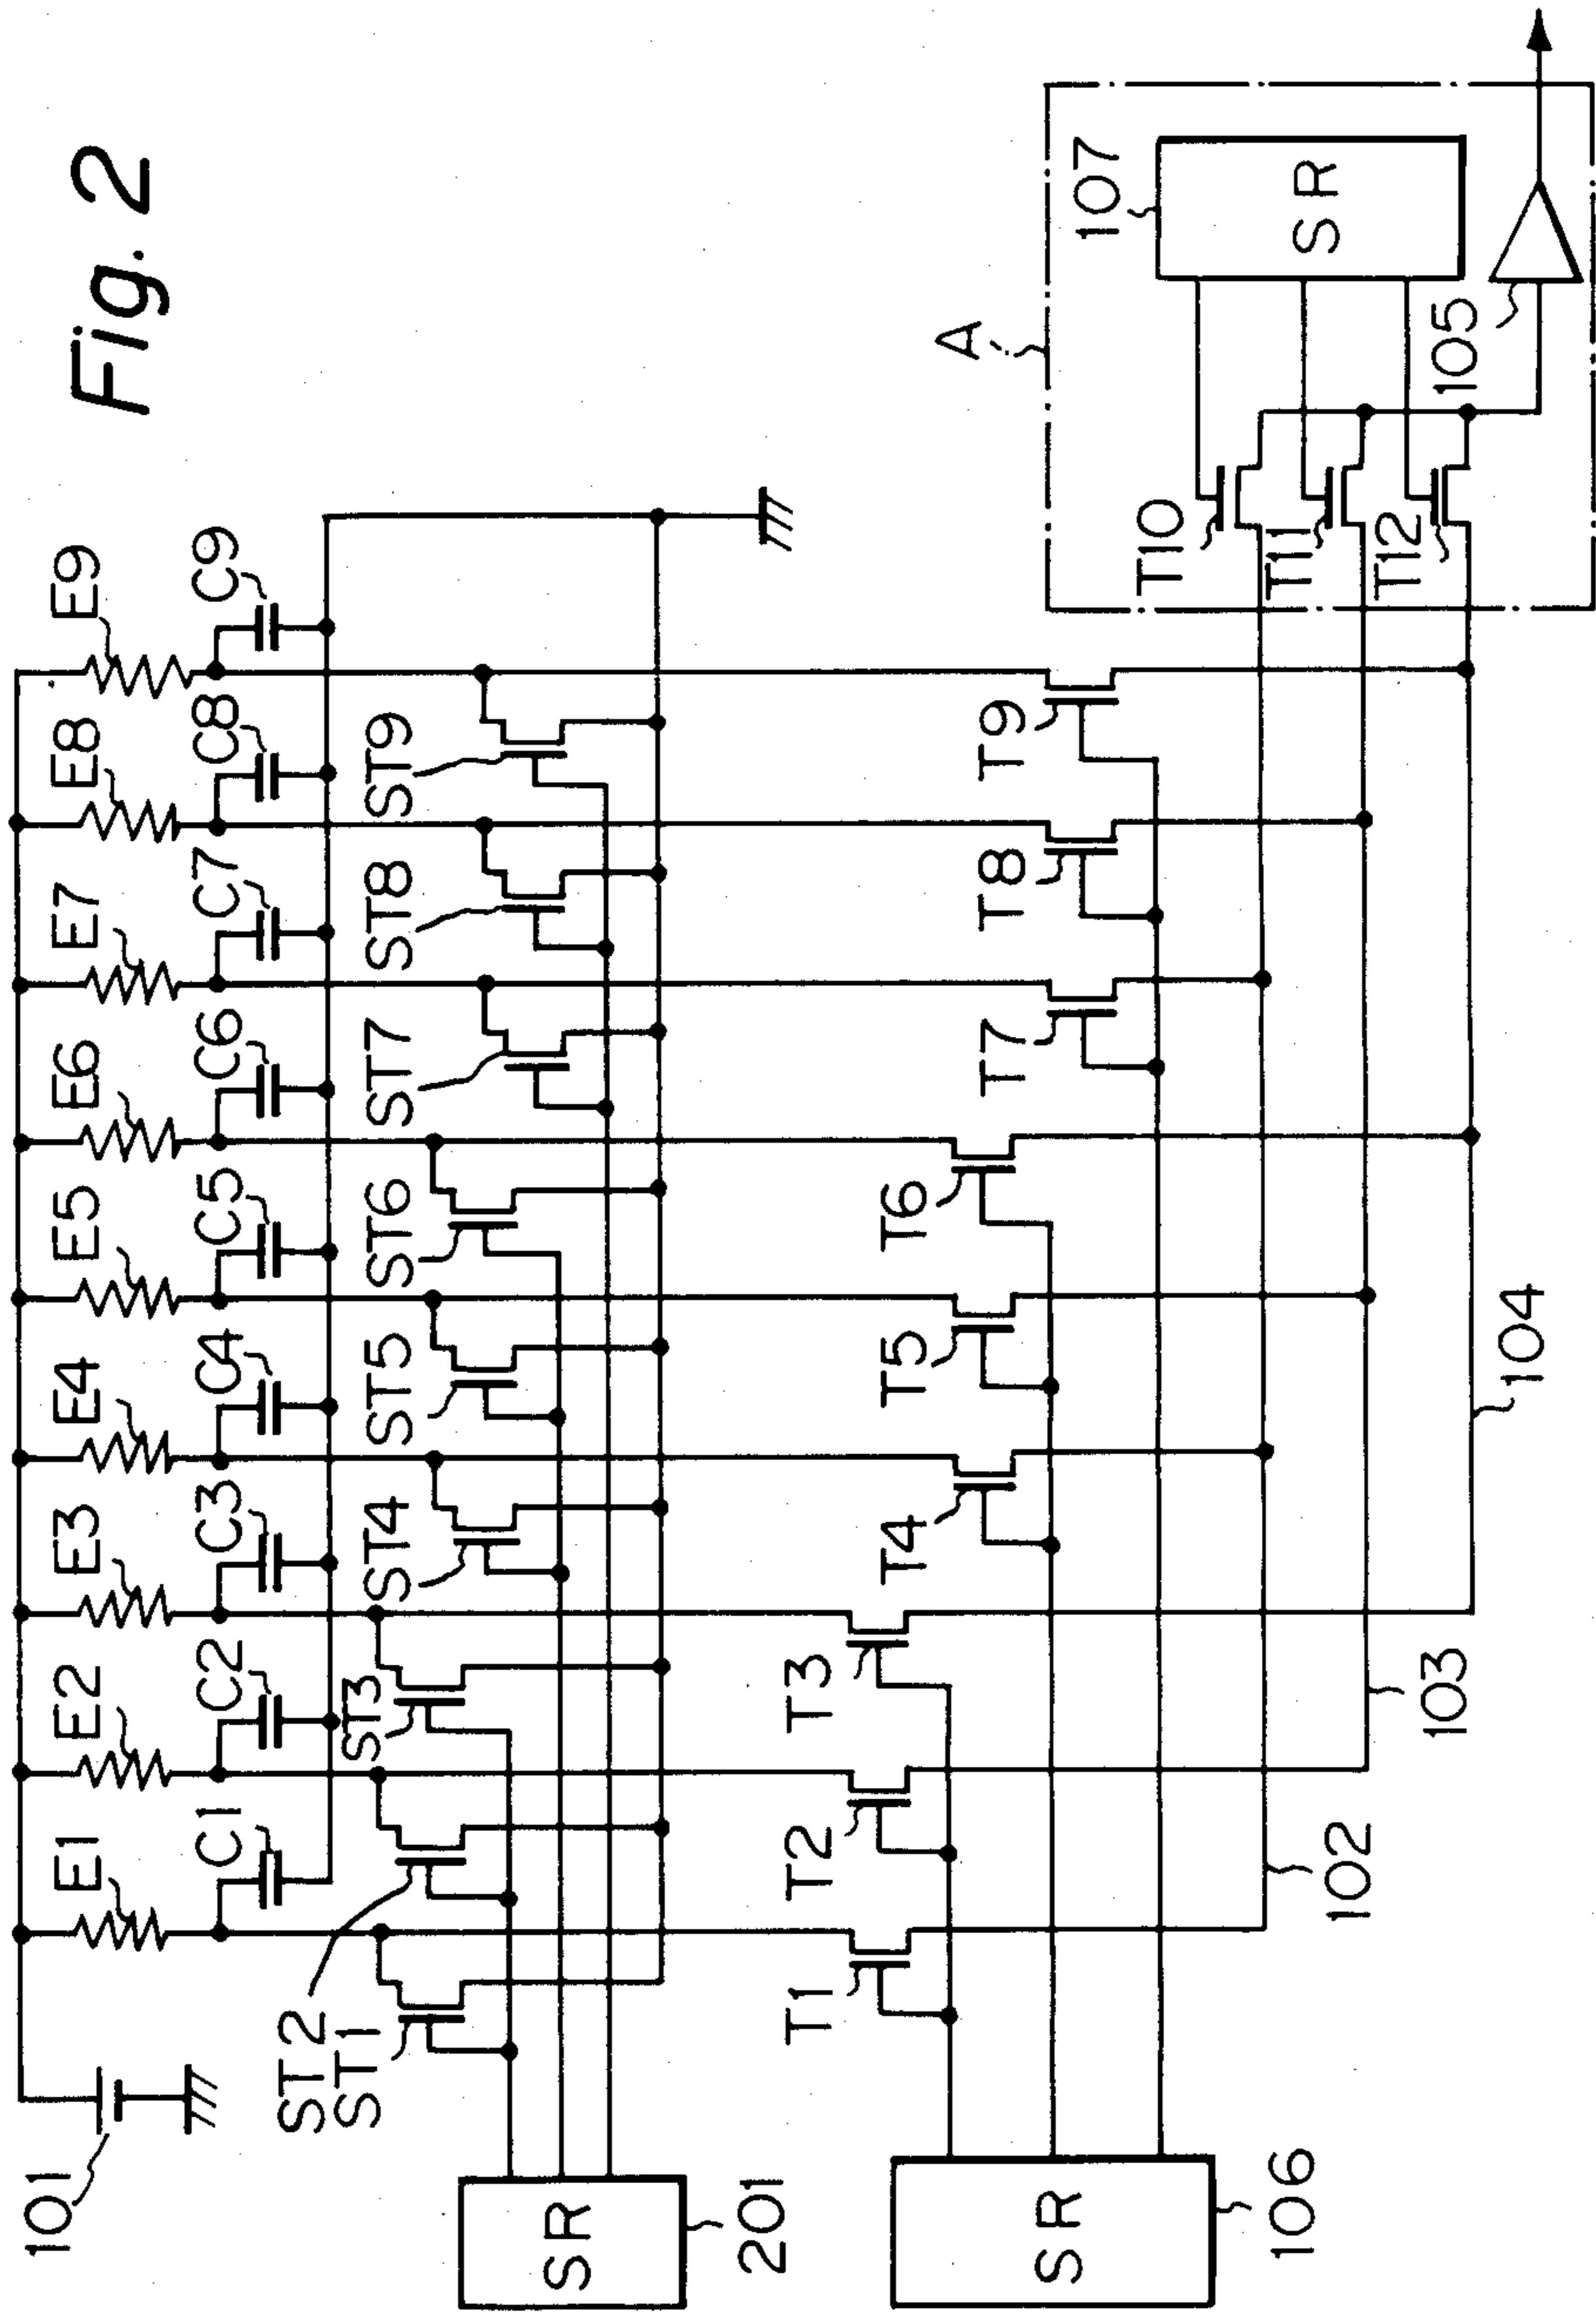 Fig. 2
101
E1
E2
E3
E4
E5
E6
E7
E8
E9
C1
C2
C3
C4
C5
C6
C7
C8
C9
ST2
ST1
ST3
ST4
ST5
ST6
ST7
ST8
ST9
SR
201
T1
T2
T3
T4
T5
T6
T7
T8
T9
SR
106
102
103
104
A
T10
T11
T12
107
SR
105